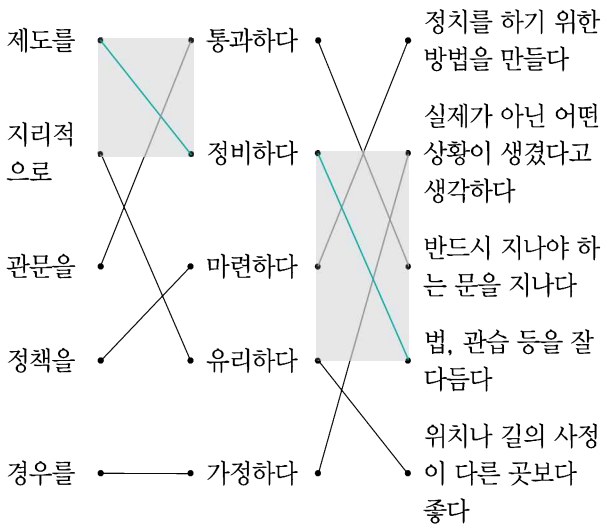 제도를
지리적
으로
관문을
정책을
경우를
통과하다
정비하다
마련하다
유리하다
가정하다
정치를 하기 위한
방법을 만들다
실제가 아닌 어떤
상황이 생겼다고
생각하다
반드시 지나야 하
는 문을 지나다
법, 관습 등을 잘
다듬다
위치나 길의 사정
이 다른 곳보다
좋다